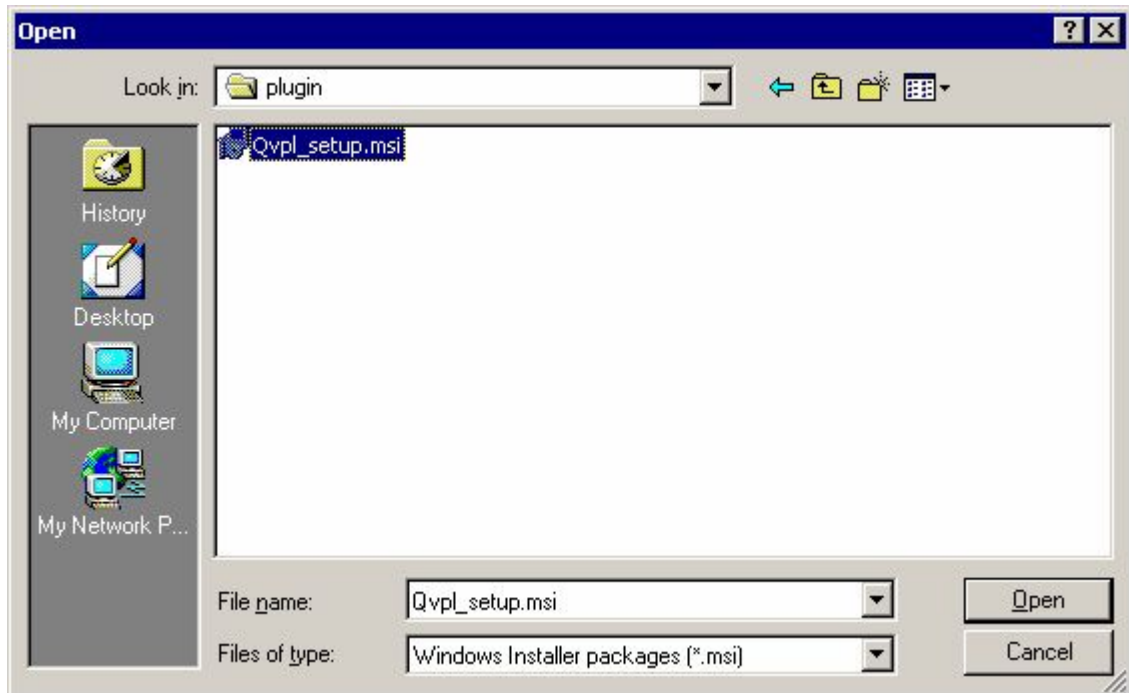 Open
Look in: plugin
Qvpl_setup.msi
History
Desktop
My Computer
My Network P...
File name: Qvpl_setup.msi Open
Files of type: Windows Installer packages (*.msi) Cancel